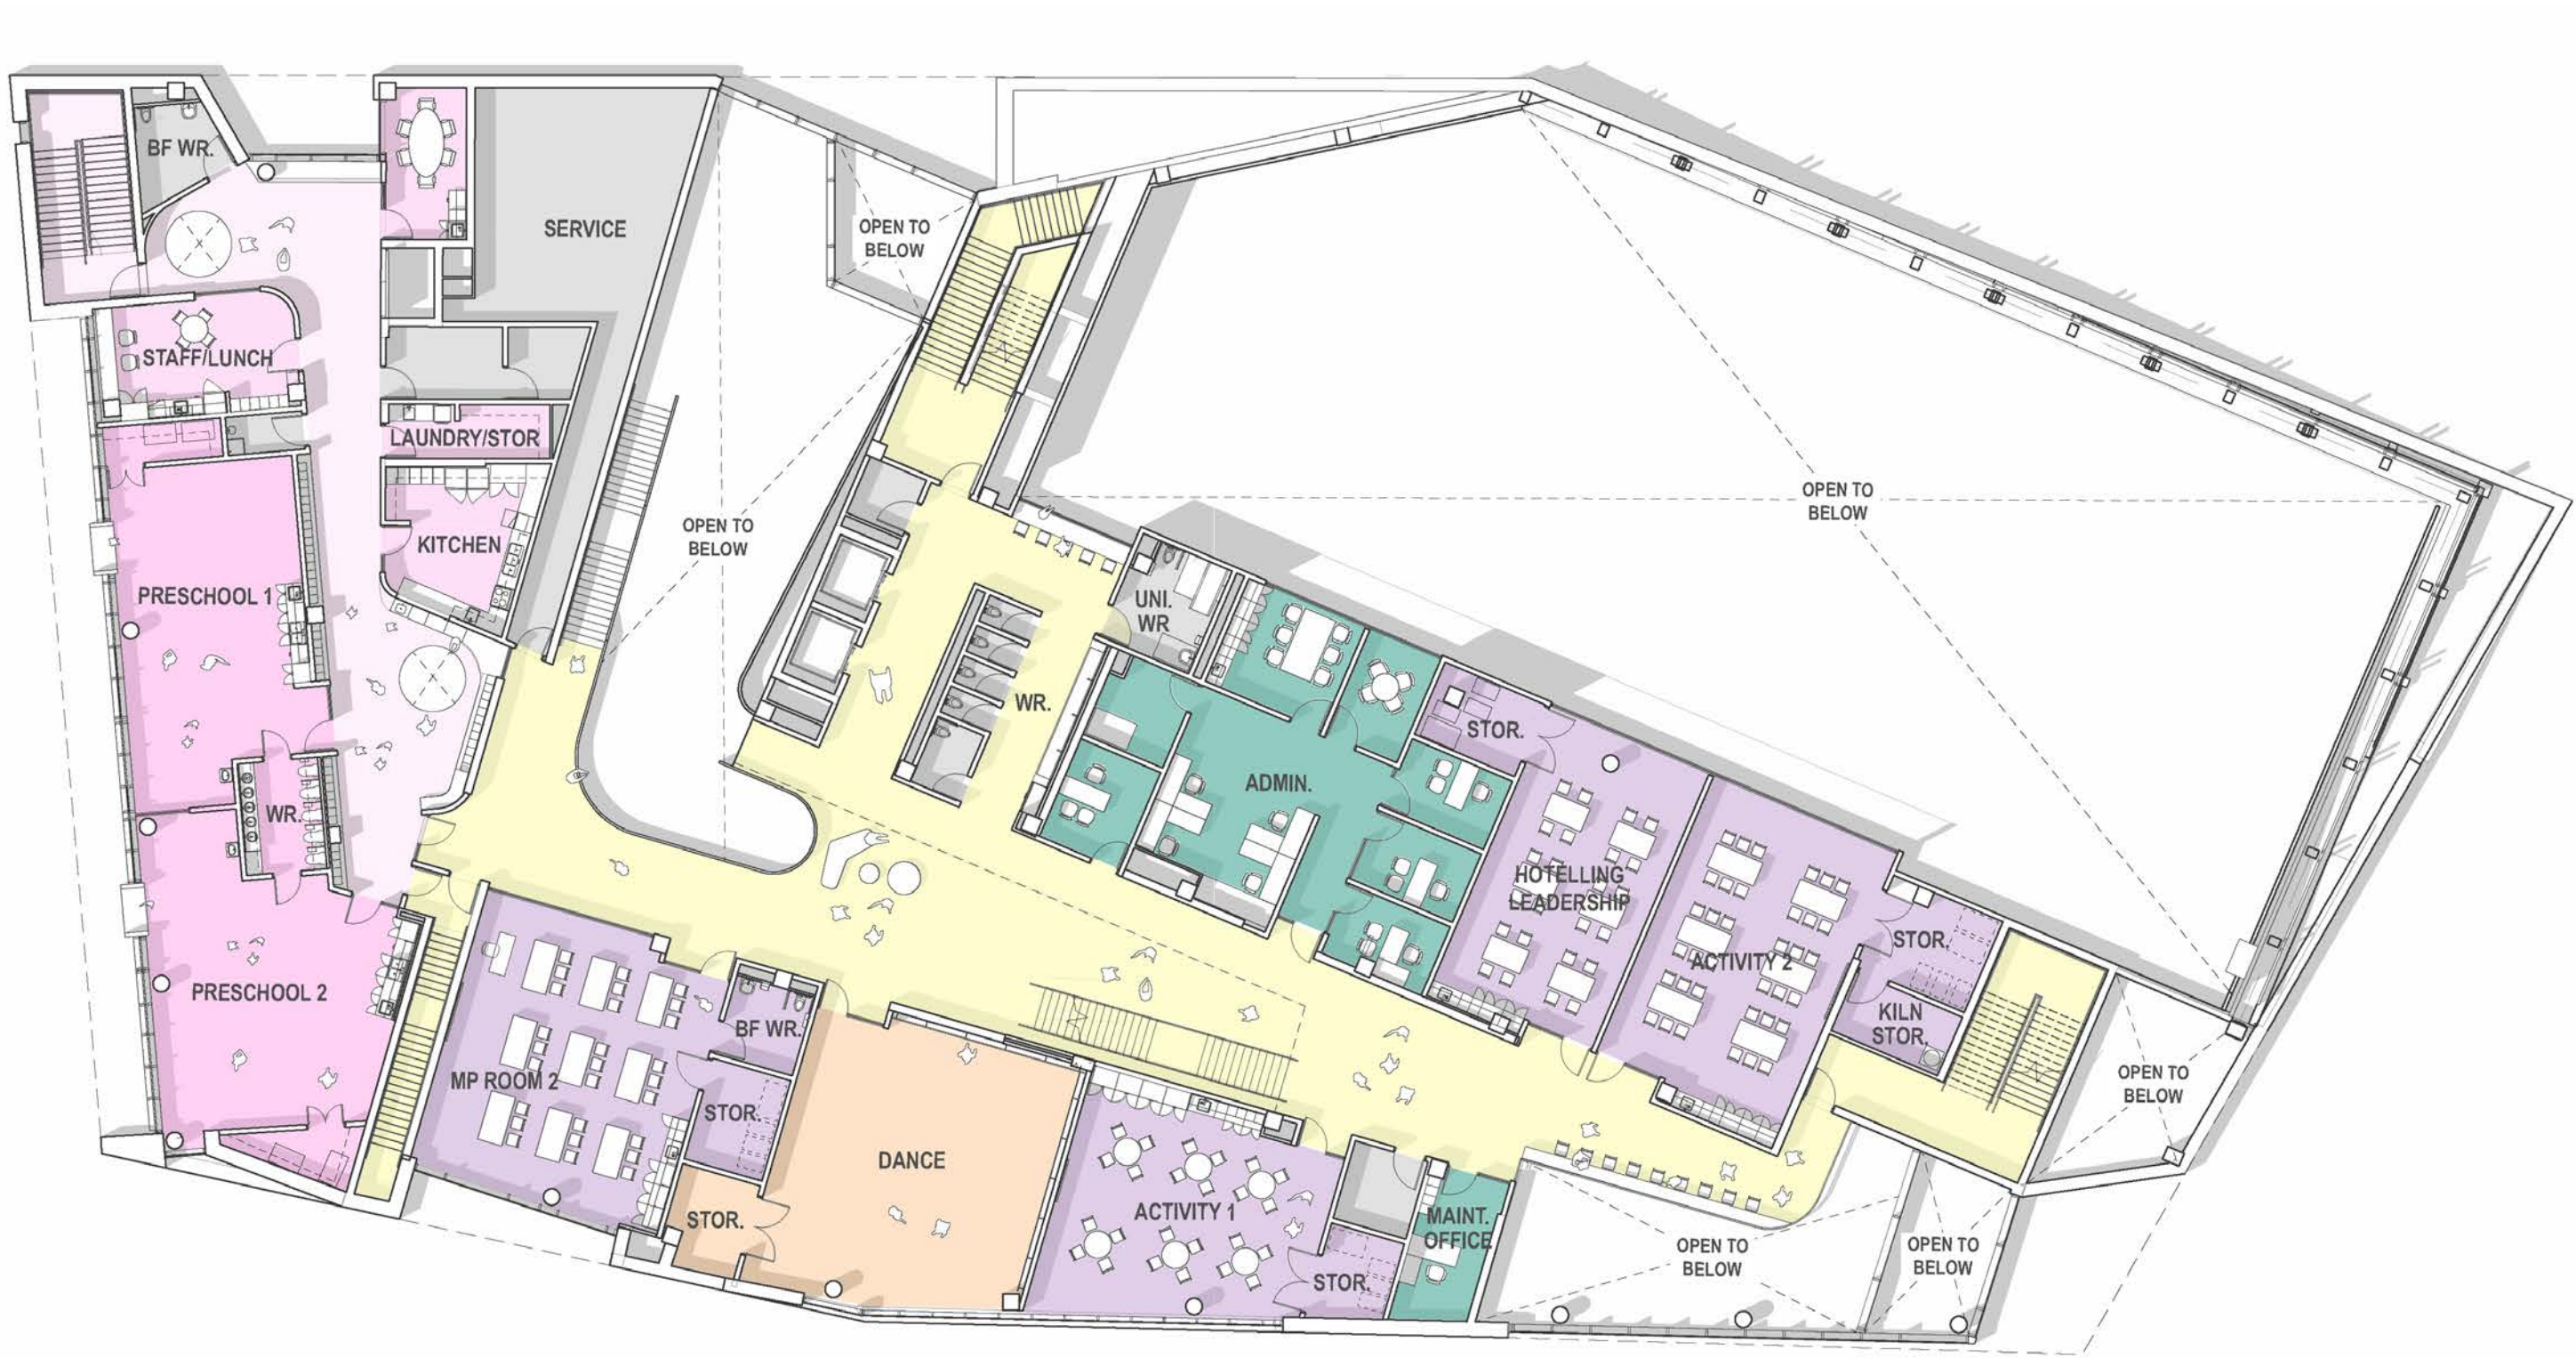 BF WR.
SERVICE
OPEN TO
BELOW
STAFF/LUNCH
LAUNDRY/STOR
KITCHEN
OPEN TO
BELOW
OPEN TO
BELOW
PRESCHOOL 1
UNI.
WR
WR.
STOR.
ADMIN.
WR.
HOTELLING
LEADERSHIP
ACTIVITY 2
STOR.
PRESCHOOL 2
BF WR.
KILN
STOR.
MP ROOM 2
STOR.
OPEN TO
BELOW
DANCE
STOR.
ACTIVITY 1
MAINT.
OFFICE
STOR.
OPEN TO
BELOW
OPEN TO
BELOW